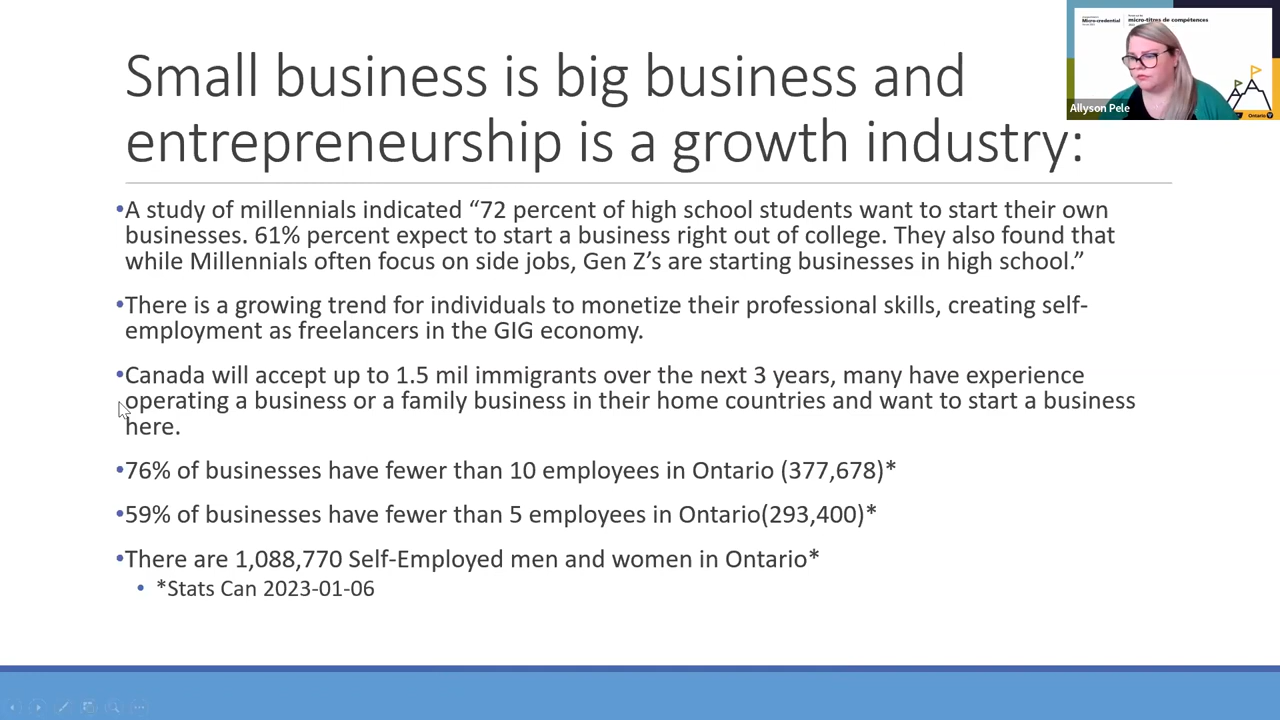 Small business is big business and
entrepreneurship is a growth industry:
•A study of millennials indicated “72 percent of high school students want to start their own
businesses. 61% percent expect to start a business right out of college. They also found that
while Millennials often focus on side jobs, Gen Z’s are starting businesses in high school.”
•There is a growing trend for individuals to monetize their professional skills, creating self-
employment as freelancers in the GIG economy.
•Canada will accept up to 1.5 mil immigrants over the next 3 years, many have experience
operating a business or a family business in their home countries and want to start a business
here.
•76% of businesses have fewer than 10 employees in Ontario (377,678)*
•59% of businesses have fewer than 5 employees in Ontario(293,400)*
•There are 1,088,770 Self-Employed men and women in Ontario*
• *Stats Can 2023-01-06
Micro-credential
micro-titres de compétences
Allyson Pele
Ontario